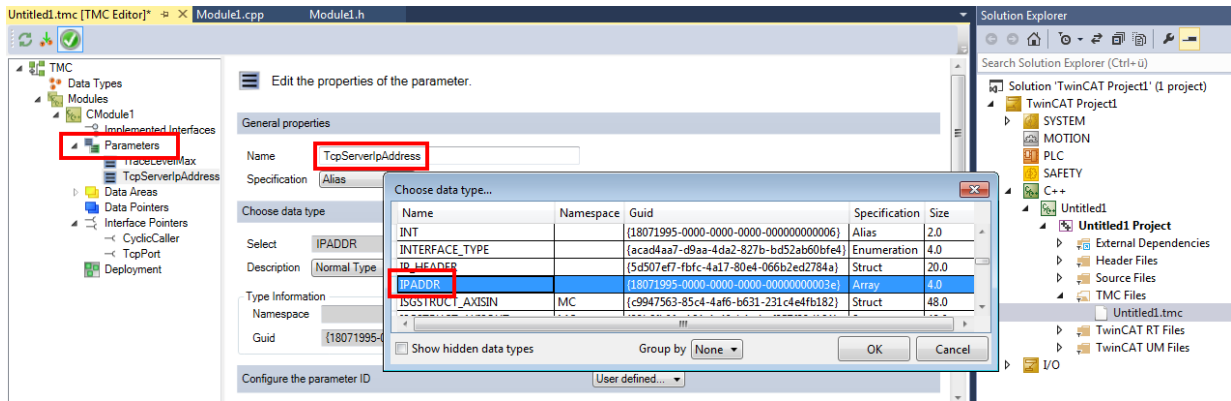 Untitled1.tmc [TMC Editor]* Module1.cpp Module1.h
TMC
Data Types
Modules
CModule1
Implemented Interfaces
Parameters
TraceLevelMax
TcpServerIpAddress
Data Areas
Data Pointers
Interface Pointers
CyclicCaller
TcpPort
Deployment
Edit the properties of the parameter.
General properties
Name TcpServerIpAddress
Specification Alias
Choose data type
Select IPADDR
Description Normal Type
Type Information
Namespace
Guid {18071995-0
Configure the parameter ID User defined...
Choose data type...
Name Namespace Guid Specification Size
INT {18071995-0000-0000-0000-000000000006} Alias 2.0
INTERFACE_TYPE {acad4aa7-d9aa-4da2-827b-bd52ab60bfe4} Enumeration 4.0
IP_HEADER {5d507ef7-fbfc-4a17-80e4-066b2ed2784a} Struct 20.0
IPADDR {18071995-0000-0000-0000-00000000003e} Array 4.0
ISGSTRUCT_AXISIN MC {c9947563-85c4-4af6-b631-231c4e4fb182} Struct 48.0
Show hidden data types Group by None OK Cancel
Solution Explorer
Search Solution Explorer (Ctrl+ü)
Solution 'TwinCAT Project1' (1 project)
TwinCAT Project1
SYSTEM
MOTION
PLC
SAFETY
C++
Untitled1
Untitled1 Project
External Dependencies
Header Files
Source Files
TMC Files
Untitled1.tmc
TwinCAT RT Files
TwinCAT UM Files
I/O